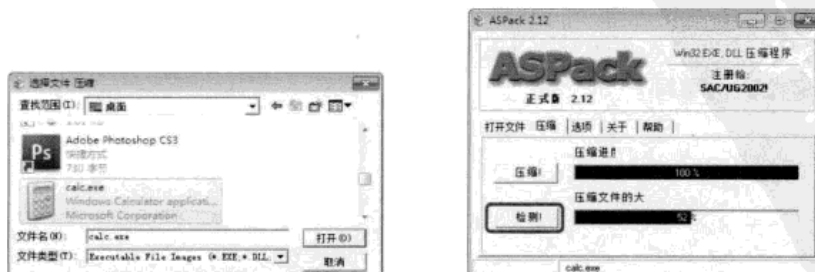 选择文件 压缩
查找范围(I): 桌面
Adobe Photoshop CS3
快捷方式
710 字节
calc.exe
Windows Calculator applicati...
Microsoft Corporation
文件名(N): calc.exe 打开(O)
文件类型(T): Executable File Images (*.EXE,*.DLL, 取消
ASPack 2.12
Win32 EXE, DLL 压缩程序
ASPack
注册给:
SAC/UG2002!
正式版 2.12
打开文件 压缩 选项 关于 帮助
压缩进
压缩! 100 %
压缩文件的大
检测! 52
calc.exe